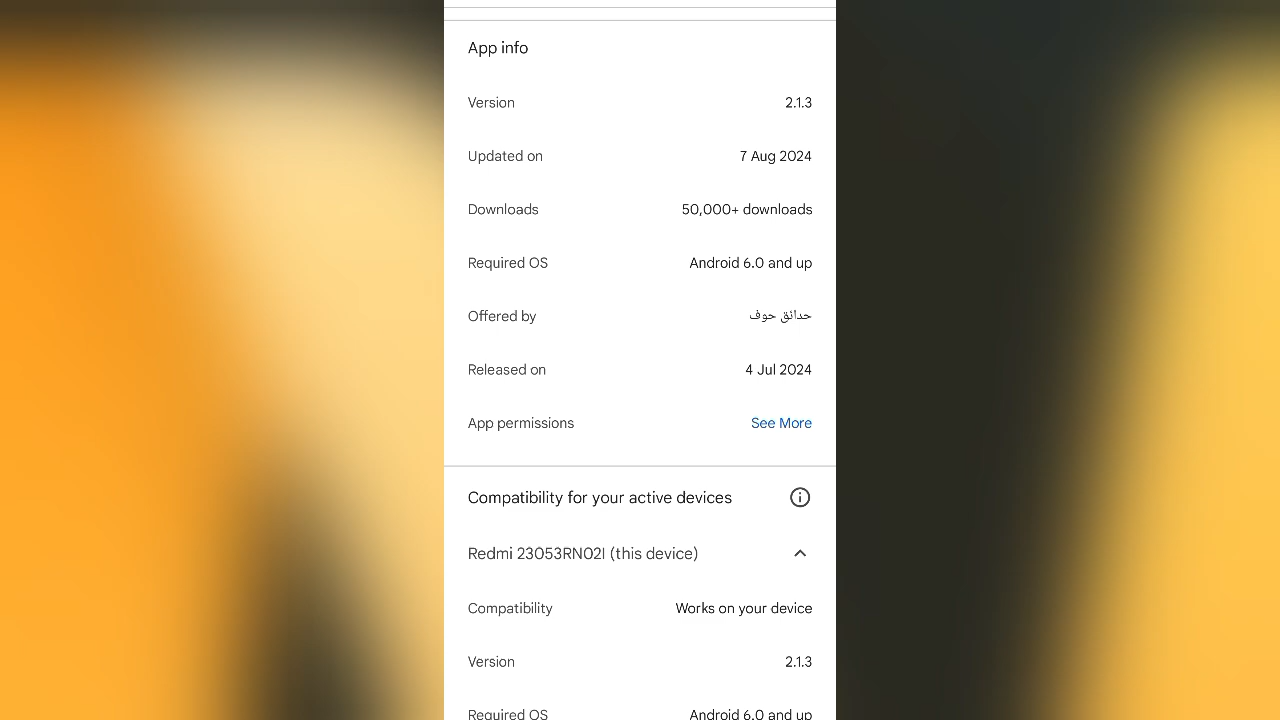 App info
Version 2.1.3
Updated on 7 Aug 2024
Downloads 50,000+ downloads
Required OS Android 6.0 and up
Offered by حدائق حوف
Released on 4 Jul 2024
App permissions See More
Compatibility for your active devices
Redmi 23053RN02I (this device)
Compatibility Works on your device
Version 2.1.3
Required OS Android 6.0 and up